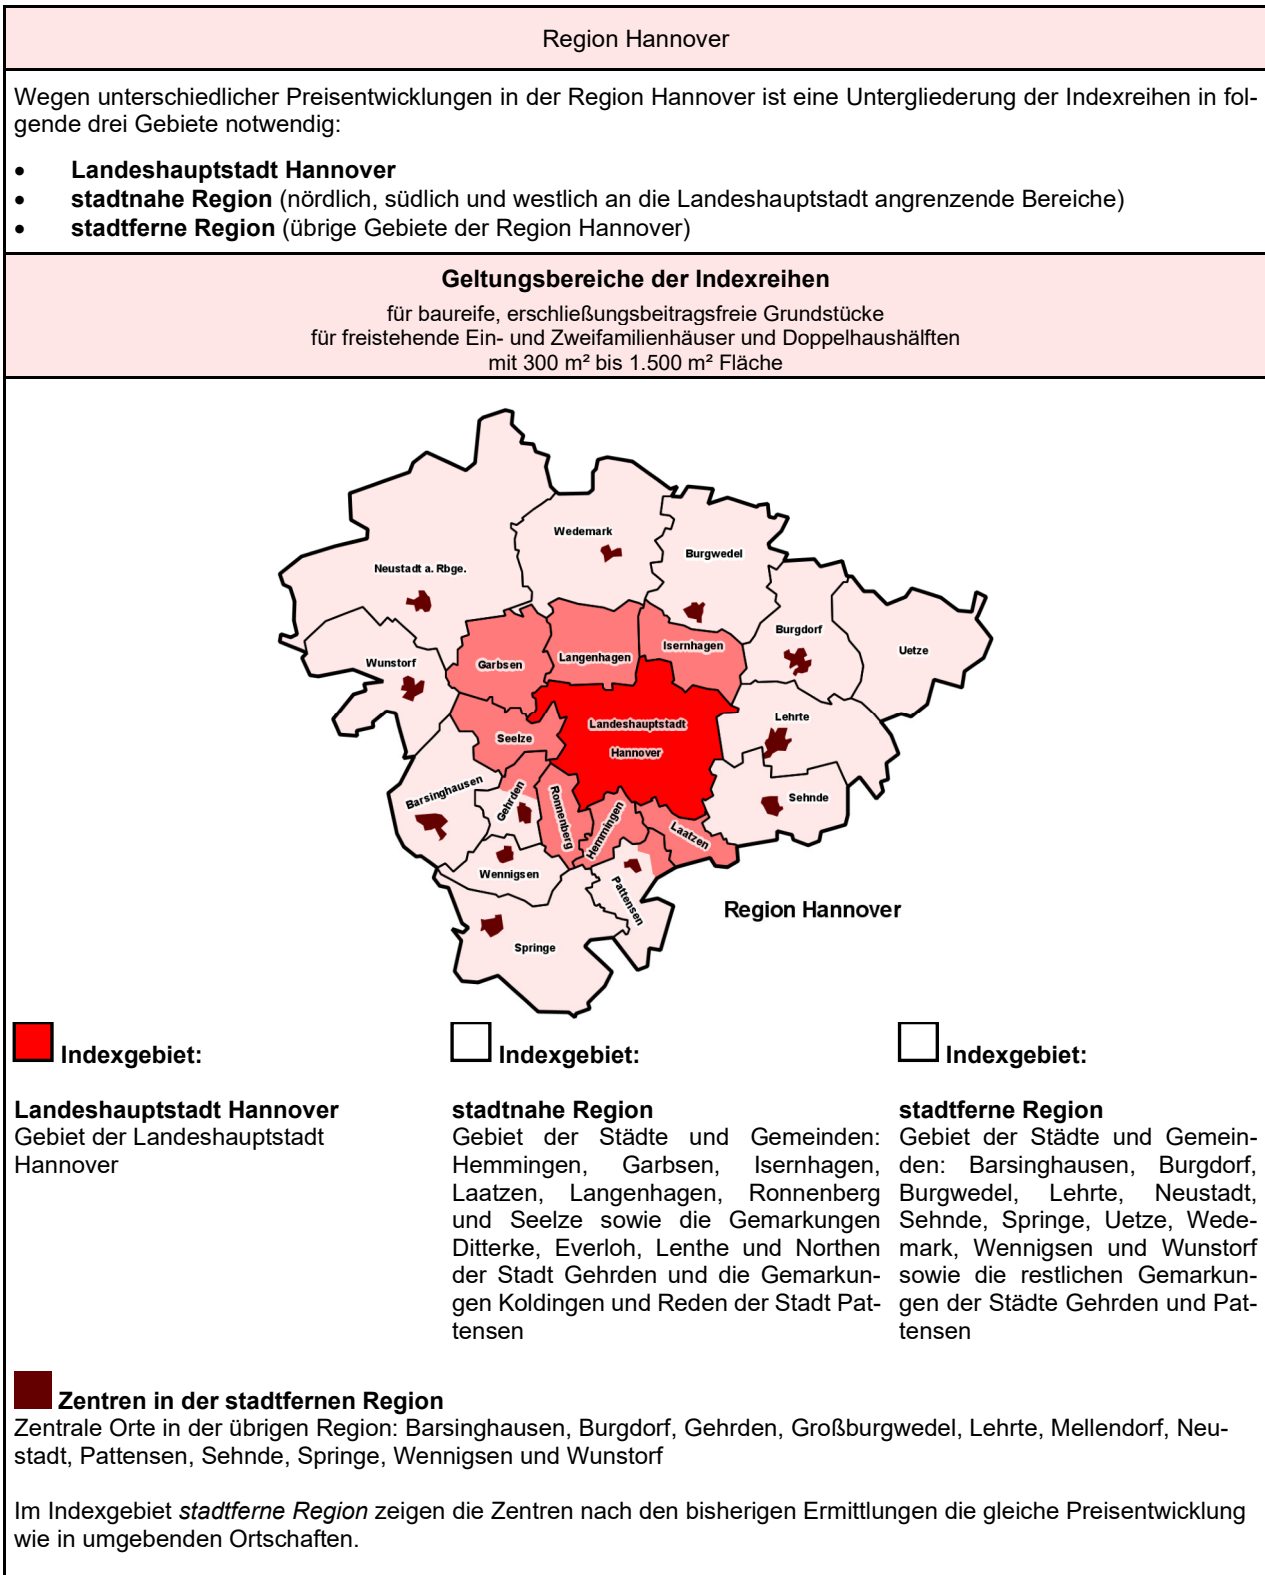 Region Hannover
Wegen unterschiedlicher Preisentwicklungen in der Region Hannover ist eine Untergliederung der Indexreihen in fol-
gende drei Gebiete notwendig:
• Landeshauptstadt Hannover
• stadtnahe Region (nördlich, südlich und westlich an die Landeshauptstadt angrenzende Bereiche)
• stadtferne Region (übrige Gebiete der Region Hannover)
Geltungsbereiche der Indexreihen
für baureife, erschließungsbeitragsfreie Grundstücke
für freistehende Ein- und Zweifamilienhäuser und Doppelhaushälften
mit 300 m² bis 1.500 m² Fläche
Wedemark
Burgwedel
Neustadt a. Rbge.
Burgdorf
Isernhagen
Uetze
Langenhagen
Garbsen
Wunstorf
Lehrte
Landeshauptstadt
Hannover
Seelze
Barsinghausen
Gehrden
Ronnenberg
Hemmingen
Laatzen
Sehnde
Wennigsen
Pattensen
Springe
Region Hannover
Indexgebiet:
Landeshauptstadt Hannover
Gebiet der Landeshauptstadt
Hannover
Indexgebiet:
stadtnahe Region
Gebiet der Städte und Gemeinden:
Hemmingen, Garbsen, Isernhagen,
Laatzen, Langenhagen, Ronnenberg
und Seelze sowie die Gemarkungen
Ditterke, Everloh, Lenthe und Northen
der Stadt Gehrden und die Gemarkun-
gen Koldingen und Reden der Stadt Pat-
tensen
Indexgebiet:
stadtferne Region
Gebiet der Städte und Gemein-
den: Barsinghausen, Burgdorf,
Burgwedel, Lehrte, Neustadt,
Sehnde, Springe, Uetze, Wede-
mark, Wennigsen und Wunstorf
sowie die restlichen Gemarkun-
gen der Städte Gehrden und Pat-
tensen
Zentren in der stadtfernen Region
Zentrale Orte in der übrigen Region: Barsinghausen, Burgdorf, Gehrden, Großburgwedel, Lehrte, Mellendorf, Neu-
stadt, Pattensen, Sehnde, Springe, Wennigsen und Wunstorf
Im Indexgebiet stadtferne Region zeigen die Zentren nach den bisherigen Ermittlungen die gleiche Preisentwicklung
wie in umgebenden Ortschaften.